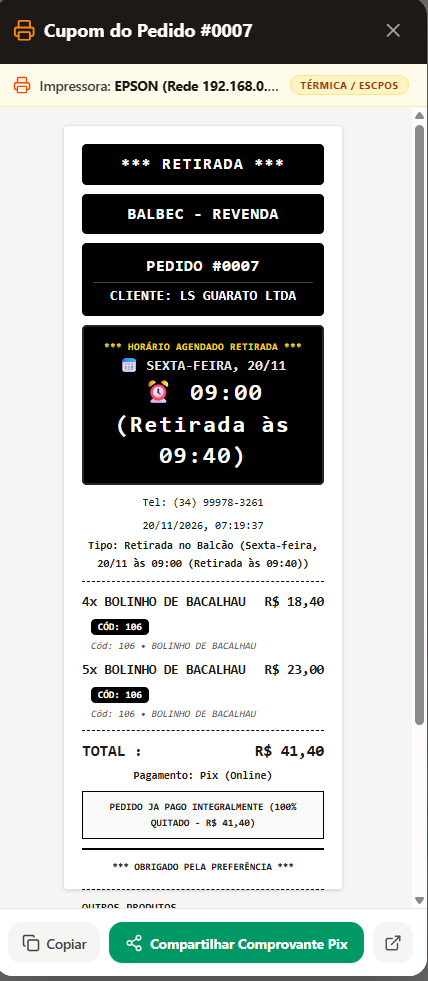 Cupom do Pedido #0007
Impressora: EPSON (Rede 192.168.0....
TÉRMICA / ESCPOS
*** RETIRADA ***
BALBEC - REVENDA
PEDIDO #0007
CLIENTE: LS GUARATO LTDA
*** HORÁRIO AGENDADO RETIRADA ***
SEXTA-FEIRA, 20/11
09:00
(Retirada às
09:40)
Tel: (34) 99978-3261
20/11/2026, 07:19:37
Tipo: Retirada no Balcão (Sexta-feira,
20/11 às 09:00 (Retirada às 09:40))
4x BOLINHO DE BACALHAU R$ 18,40
CÓD: 106
Cód: 106 • BOLINHO DE BACALHAU
5x BOLINHO DE BACALHAU R$ 23,00
CÓD: 106
Cód: 106 • BOLINHO DE BACALHAU
TOTAL : R$ 41,40
Pagamento: Pix (Online)
PEDIDO JA PAGO INTEGRALMENTE (100%
QUITADO - R$ 41,40)
*** OBRIGADO PELA PREFERÊNCIA ***
OUTROS PRODUTOS
Copiar
Compartilhar Comprovante Pix